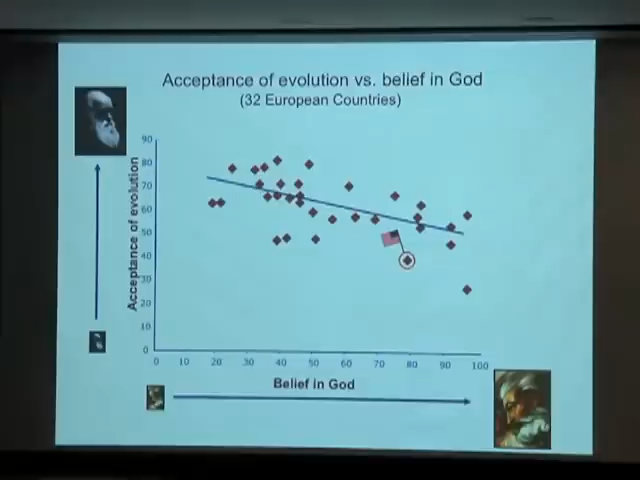 Acceptance of evolution vs. belief in God
(32 European Countries)
Acceptance of evolution
90
80
70
60
50
40
30
20
10
0
0 10 20 30 40 50 60 70 80 90 100
Belief in God